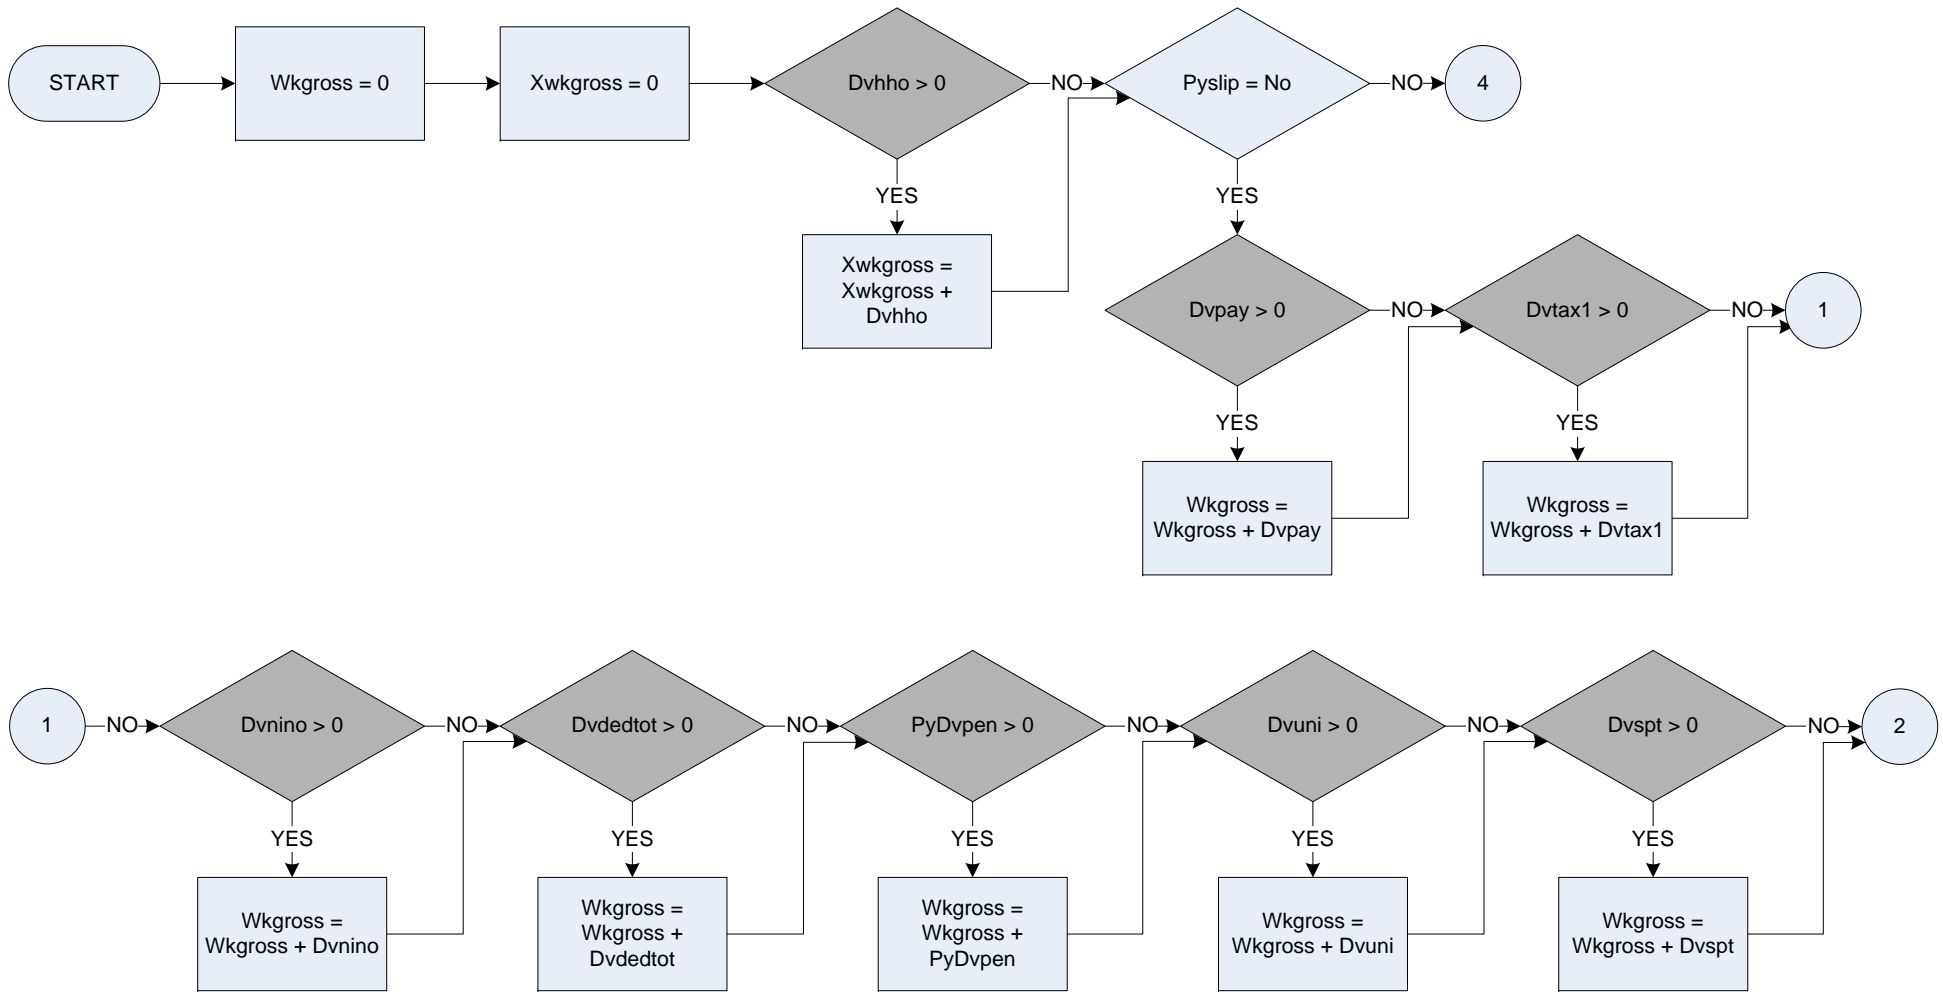 START
Wkgross = 0
Xwkgross = 0
Dvhho > 0
NO
Pyslip = No
NO
4
YES
YES
Xwkgross =
Xwkgross +
Dvhho
Dvpay > 0
NO
Dvtax1 > 0
NO
1
YES
YES
Wkgross =
Wkgross + Dvpay
Wkgross =
Wkgross + Dvtax1
1
NO
Dvnino > 0
NO
Dvdedtot > 0
NO
PyDvpen > 0
NO
Dvuni > 0
NO
Dvspt > 0
NO
2
YES
YES
YES
YES
YES
Wkgross =
Wkgross + Dvnino
Wkgross =
Wkgross +
Dvdedtot
Wkgross =
Wkgross +
PyDvpen
Wkgross =
Wkgross + Dvuni
Wkgross =
Wkgross + Dvspt